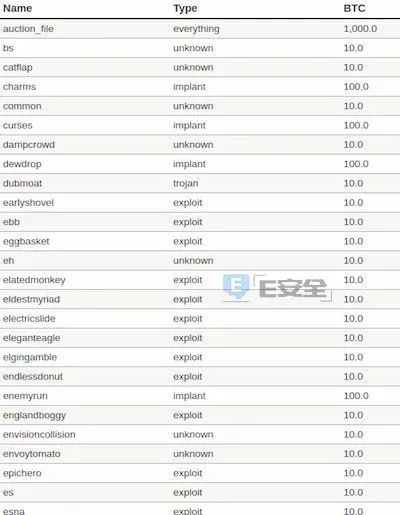 Name Type BTC
auction_file everything 1,000.0
bs unknown 10.0
catflap unknown 10.0
charms implant 100.0
common unknown 10.0
curses implant 100.0
dampcrowd unknown 10.0
dewdrop implant 100.0
dubmoat trojan 10.0
earlyshovel exploit 10.0
ebb exploit 10.0
eggbasket exploit 10.0
eh unknown 10.0
elatedmonkey exploit 10.0
E安全
eldestmyriad exploit 10.0
electricslide exploit 10.0
eleganteagle exploit 10.0
elgingamble exploit 10.0
endlessdonut exploit 10.0
enemyrun implant 100.0
englandboggy exploit 10.0
envisioncollision unknown 10.0
envoytomato unknown 10.0
epichero exploit 10.0
es exploit 10.0
esna exploit 10.0